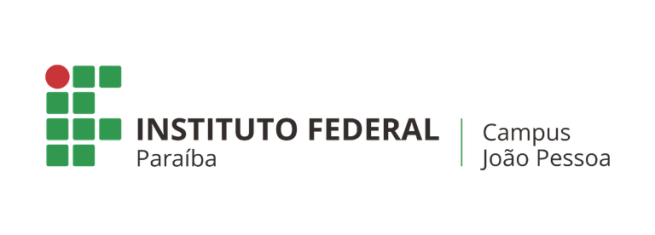 INSTITUTO FEDERAL
Paraíba
Campus
João Pessoa